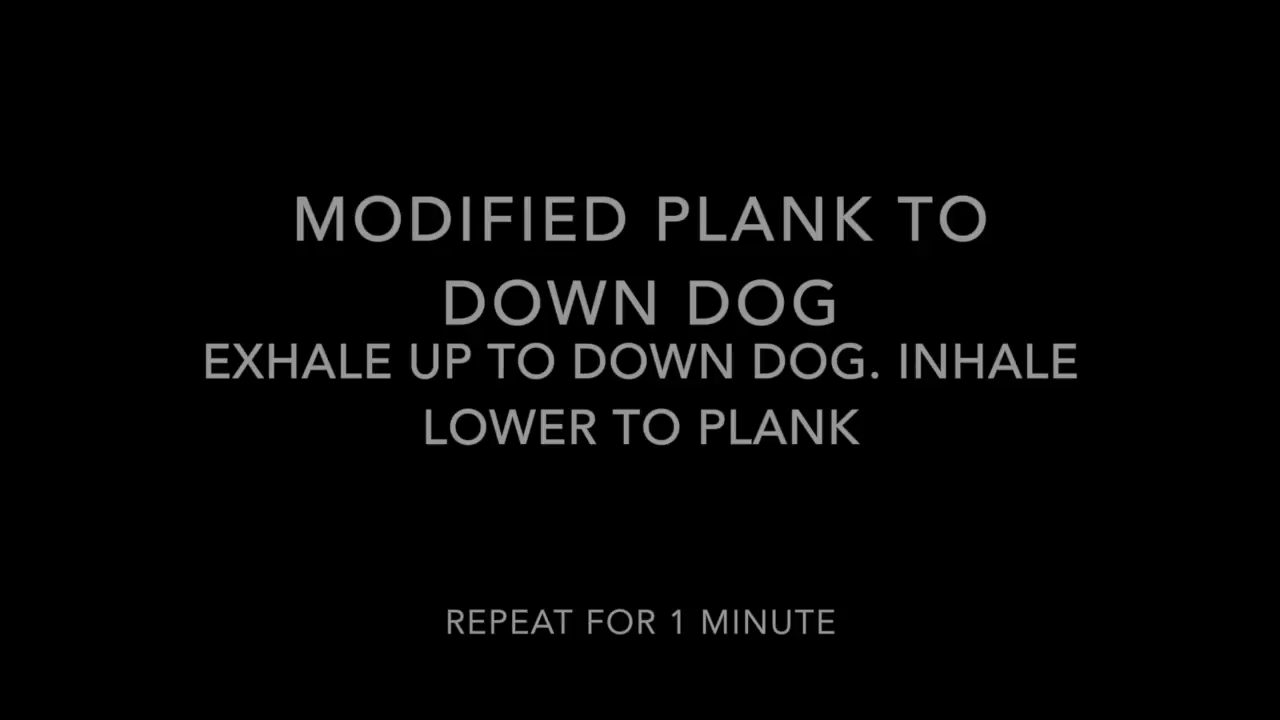 MODIFIED PLANK TO
DOWN DOG
EXHALE UP TO DOWN DOG. INHALE
LOWER TO PLANK
REPEAT FOR 1 MINUTE